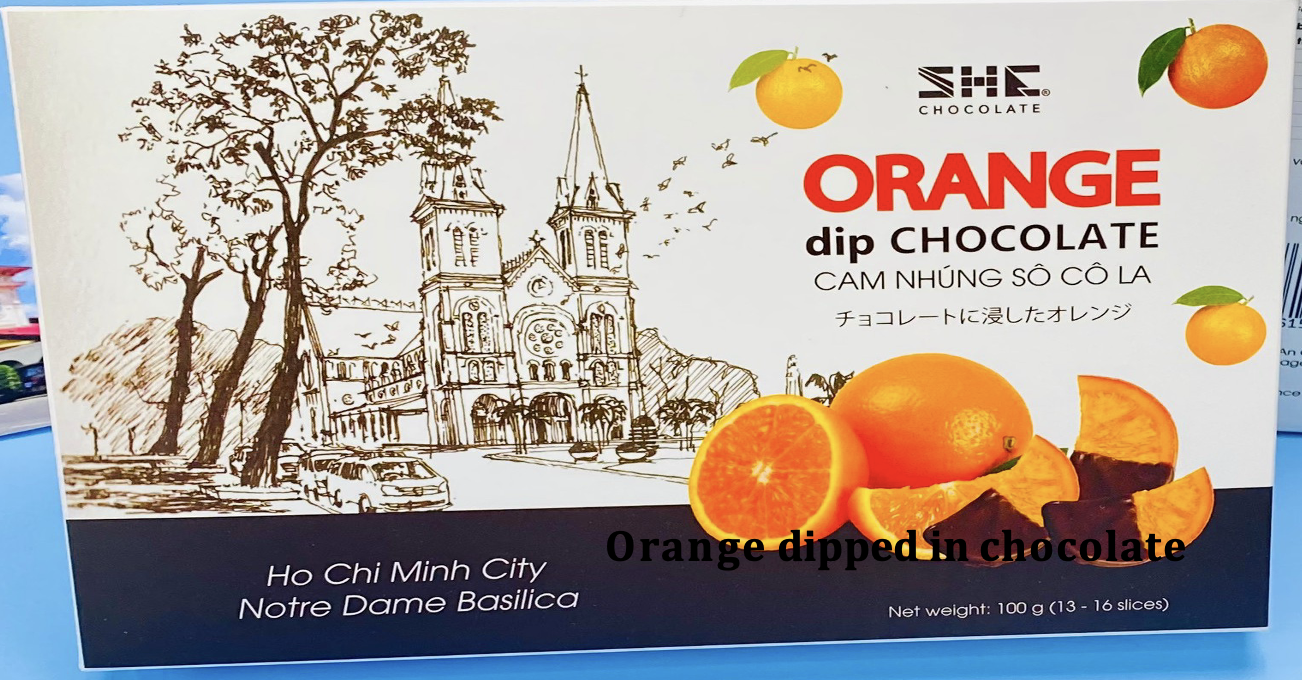 SHE®
CHOCOLATE
ORANGE
dip CHOCOLATE
CAM NHÚNG SÔ CÔ LA
チョコレートに浸したオレンジ
Orange dipped in chocolate
Ho Chi Minh City
Notre Dame Basilica
Net weight: 100 g (13 - 16 slices)